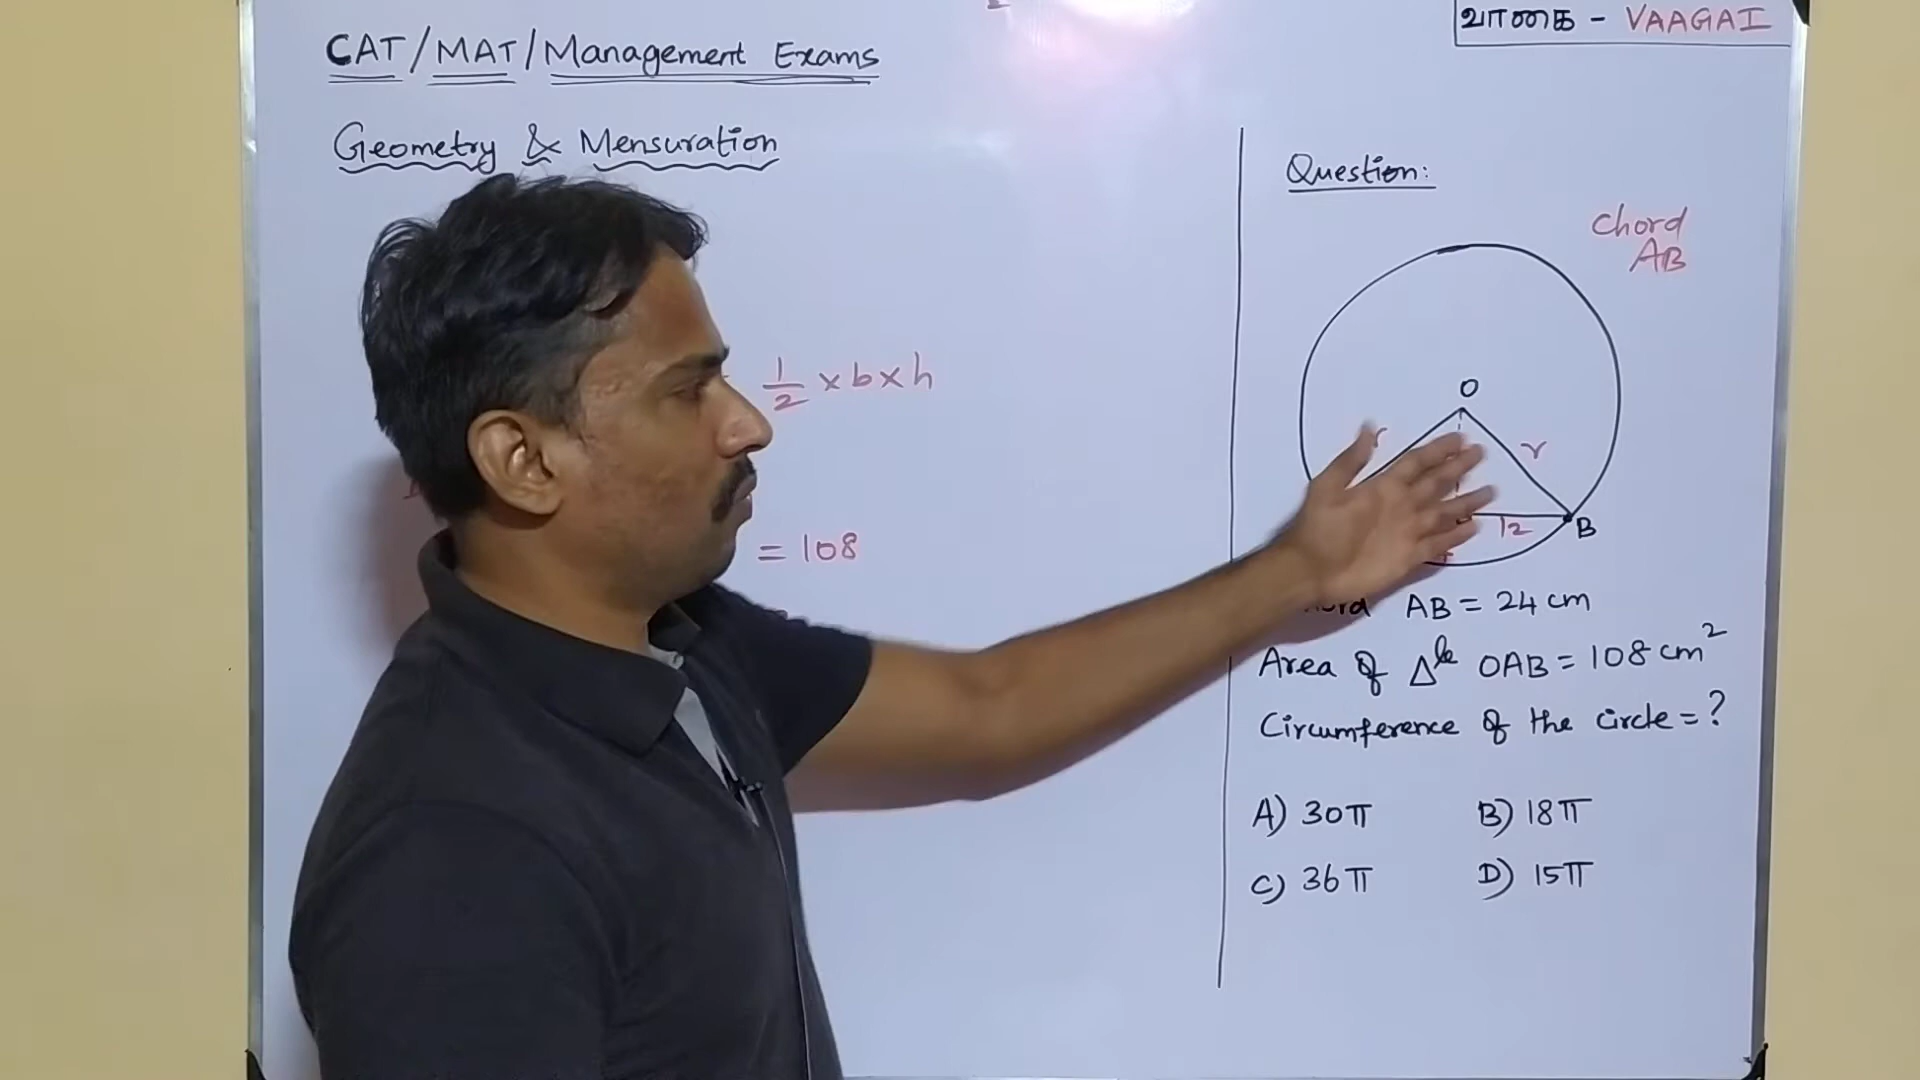 வாகை - VAAGAI
CAT/MAT/Management Exams
Geometry & Mensuration
1/2 × b × h
= 108
Question:
Chord
AB
O
r
r
12
B
AB = 24 cm
Area of Δle OAB = 108 cm²
Circumference of the circle = ?
A) 30π B) 18π
C) 36π D) 15π